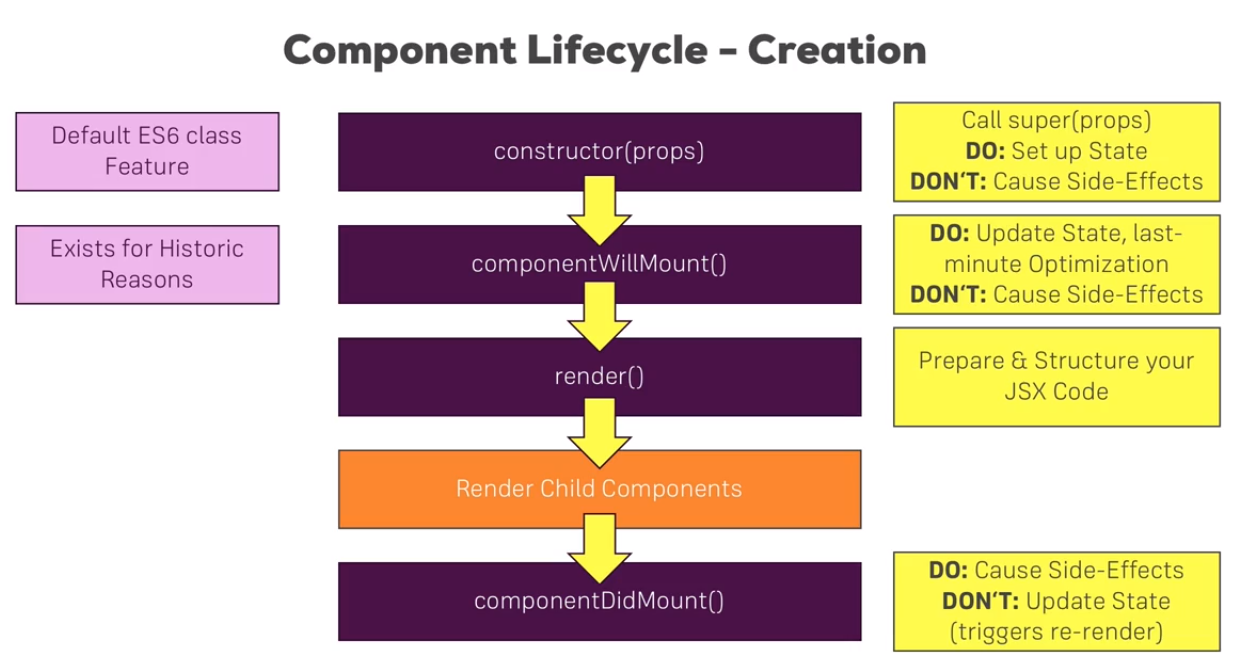 Component Lifecycle – Creation
Default ES6 class
Feature
constructor(props)
Call super(props)
DO: Set up State
DON'T: Cause Side-Effects
Exists for Historic
Reasons
componentWillMount()
DO: Update State, last-
minute Optimization
DON'T: Cause Side-Effects
render()
Prepare & Structure your
JSX Code
Render Child Components
componentDidMount()
DO: Cause Side-Effects
DON'T: Update State
(triggers re-render)